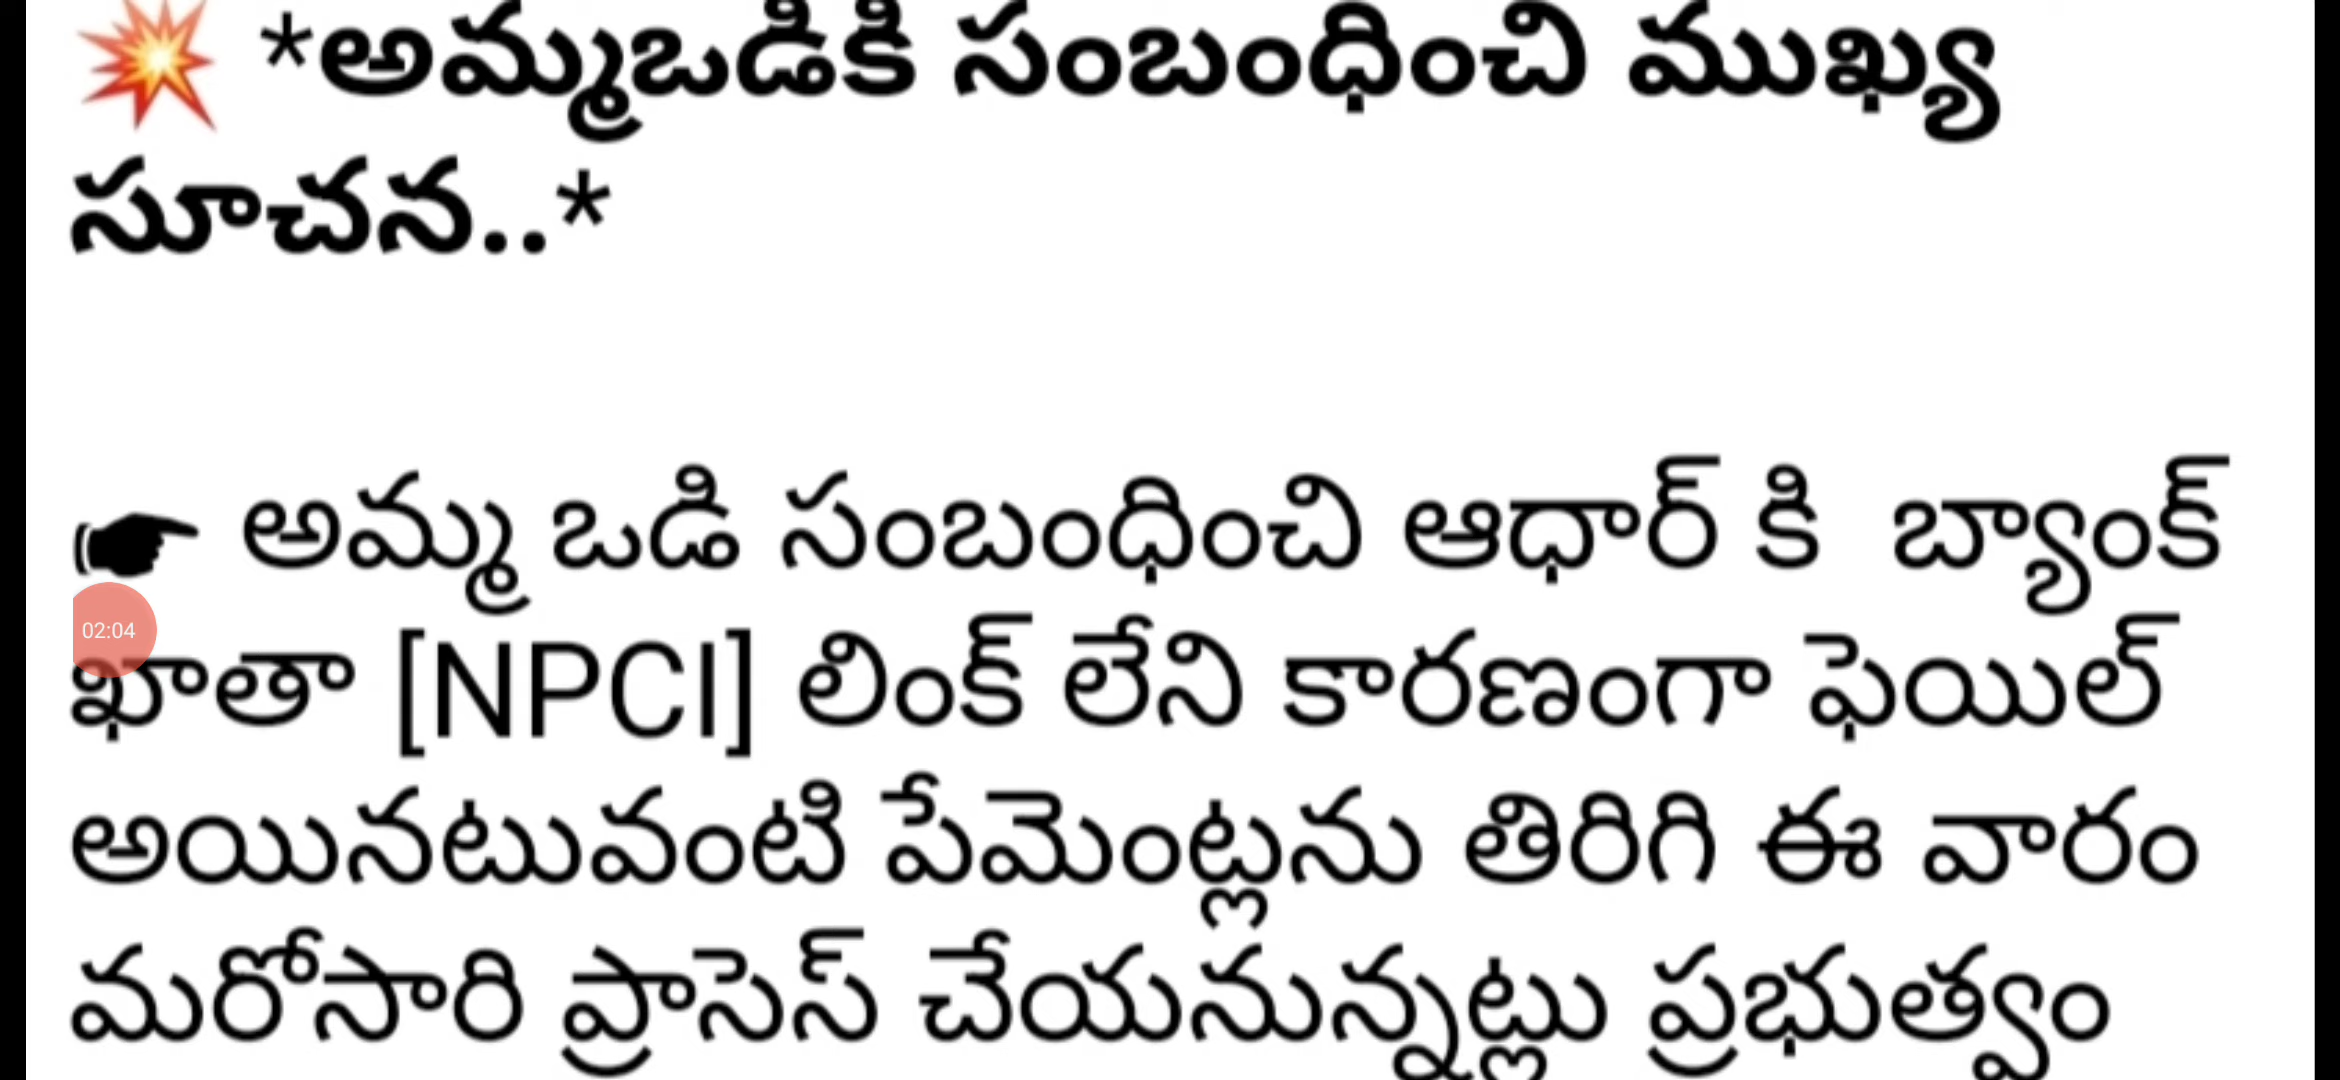 💥 *అమ్మఒడికి సంబంధించి ముఖ్య
సూచన..*
☛ అమ్మ ఒడి సంబంధించి ఆధార్ కి బ్యాంక్
02:04
ఖాతా [NPCI] లింక్ లేని కారణంగా ఫెయిల్
అయినటువంటి పేమెంట్లను తిరిగి ఈ వారం
మరోసారి ప్రాసెస్ చేయనున్నట్లు ప్రభుత్వం